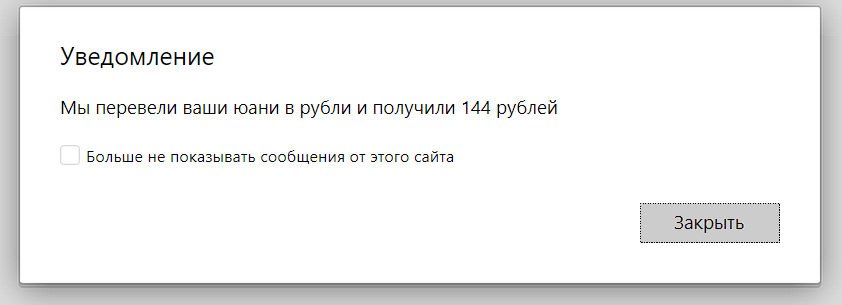 Уведомление
Мы перевели ваши юани в рубли и получили 144 рублей
Больше не показывать сообщения от этого сайта
Закрыть